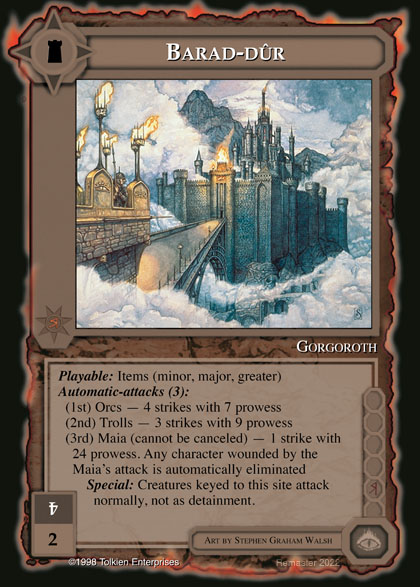 BARAD-DÛR
GORGOROTH
Playable: Items (minor, major, greater)
Automatic-attacks (3):
(1st) Orcs — 4 strikes with 7 prowess
(2nd) Trolls — 3 strikes with 9 prowess
(3rd) Maia (cannot be canceled) — 1 strike with
24 prowess. Any character wounded by the
Maia's attack is automatically eliminated
Special: Creatures keyed to this site attack
normally, not as detainment.
2
ART BY STEPHEN GRAHAM WALSH
©1998 Tolkien Enterprises
Remaster 2022